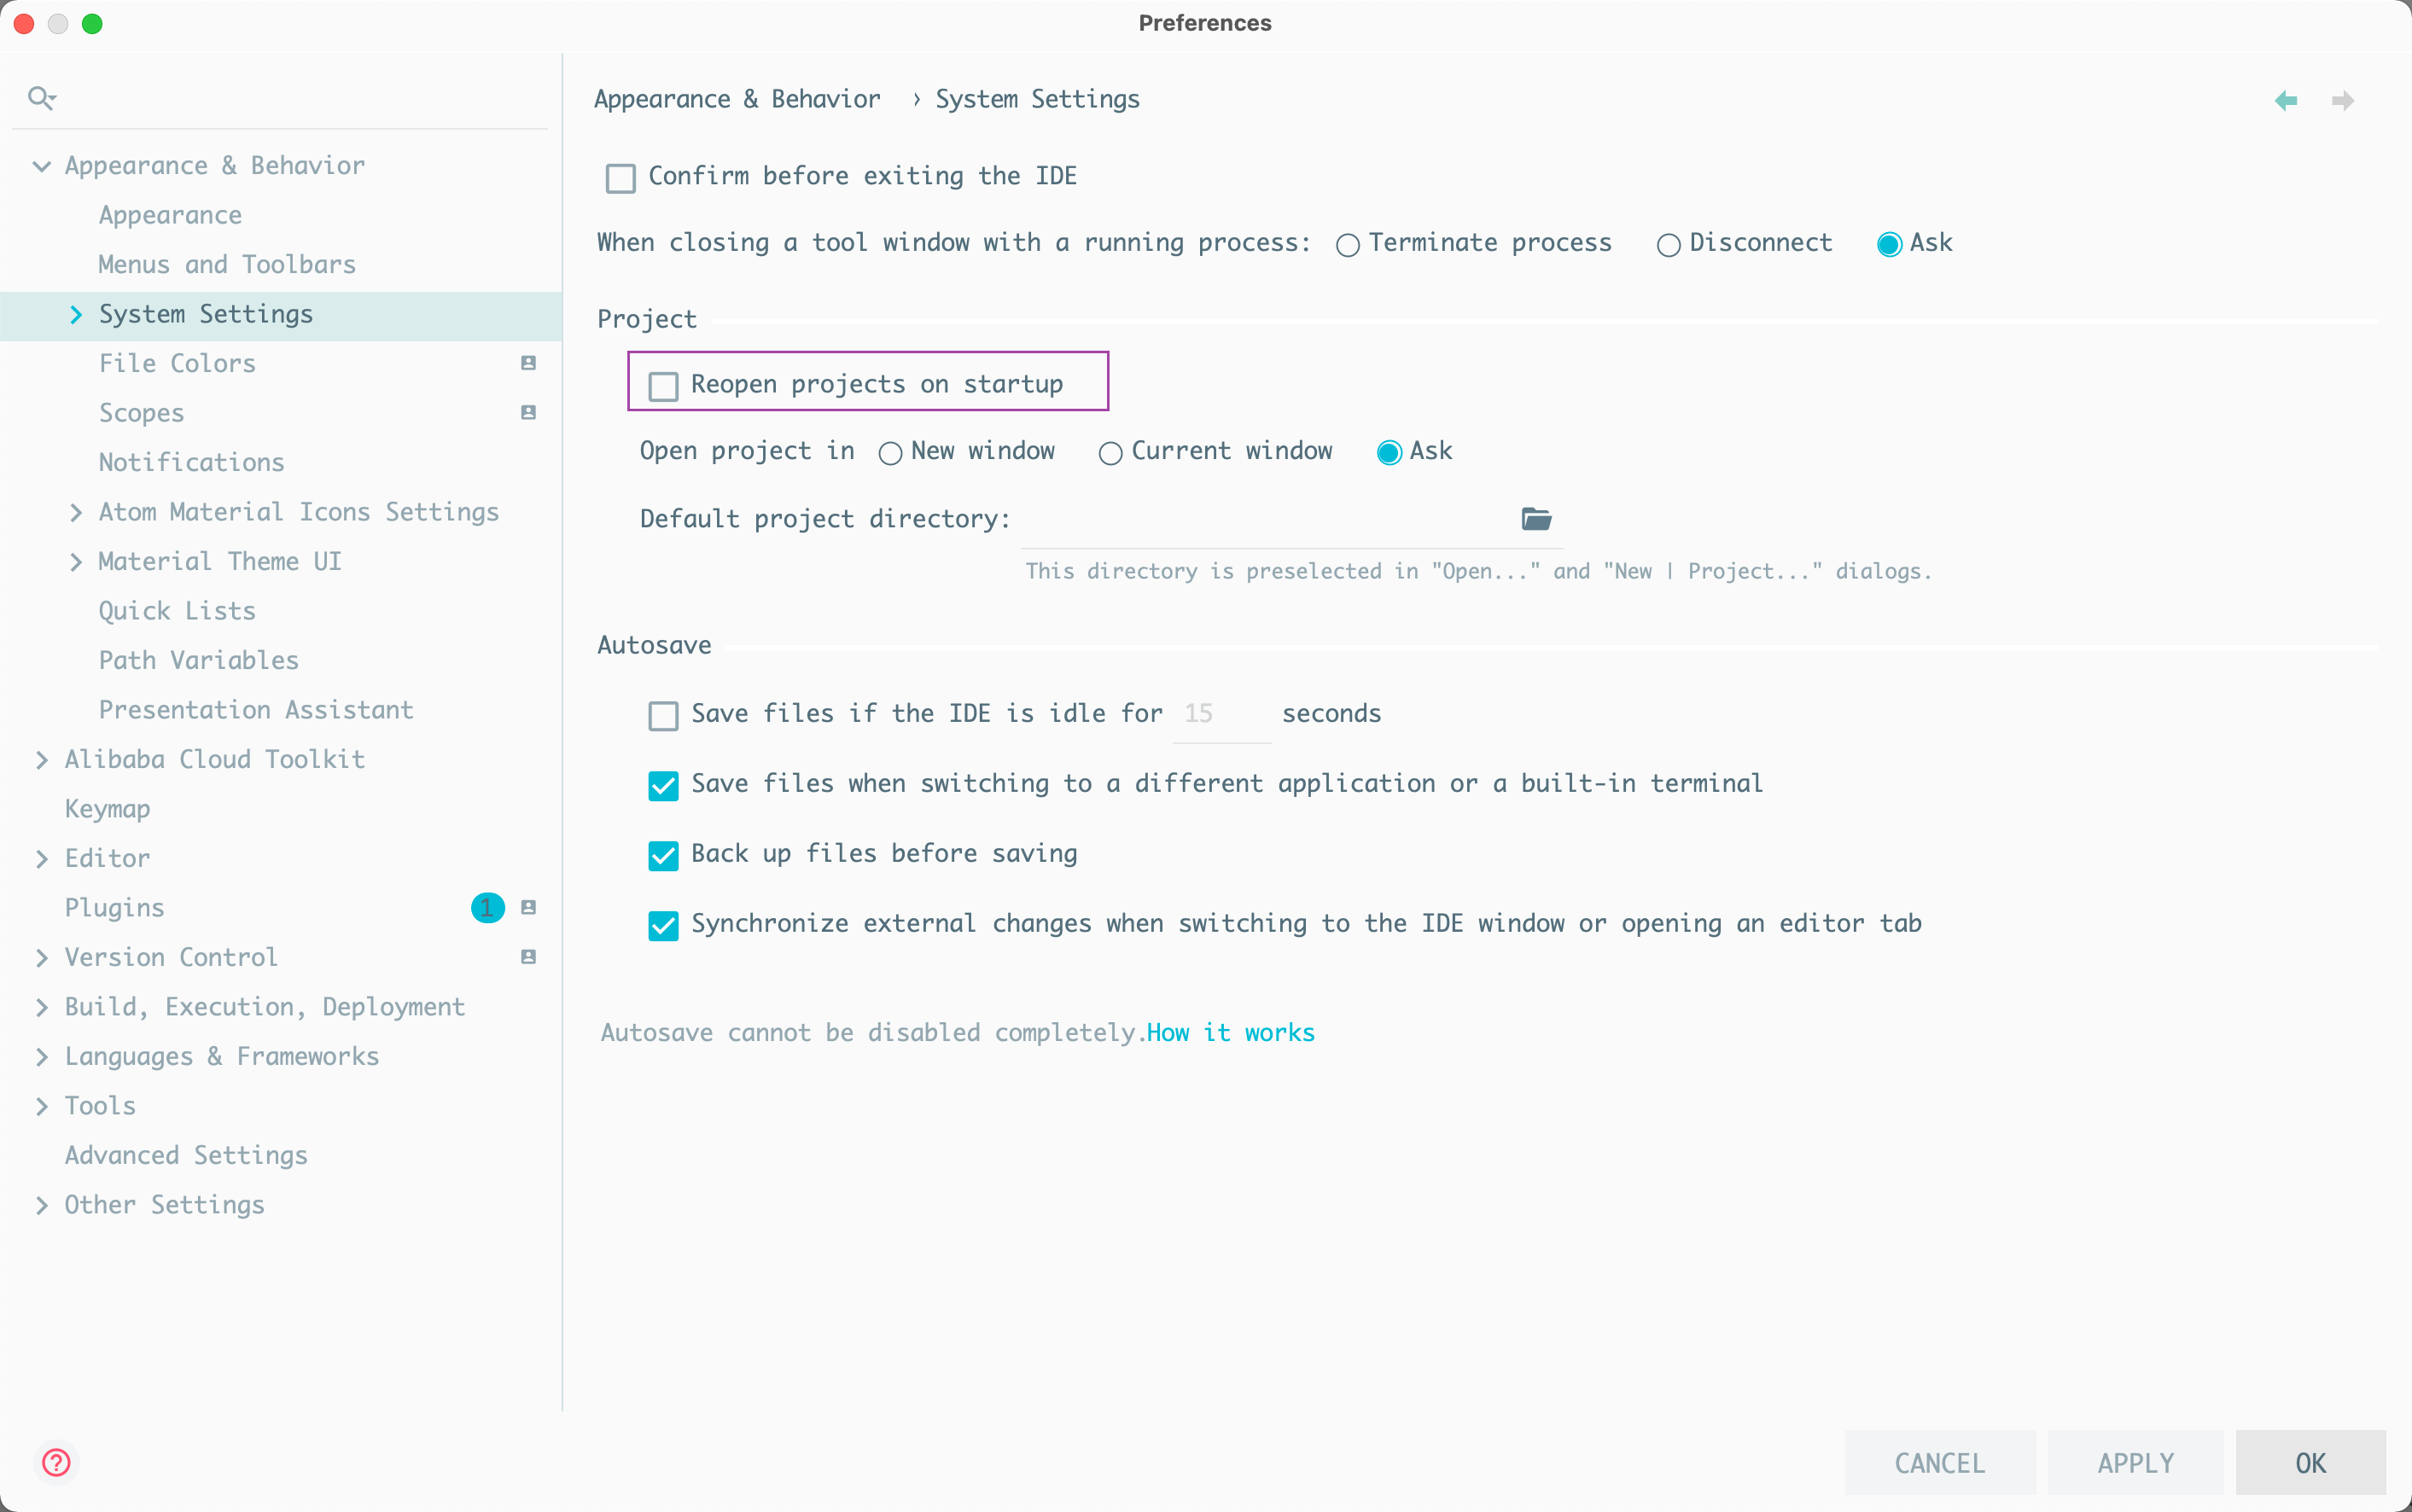 Preferences
Appearance & Behavior
Appearance
Menus and Toolbars
System Settings
File Colors
Scopes
Notifications
Atom Material Icons Settings
Material Theme UI
Quick Lists
Path Variables
Presentation Assistant
Alibaba Cloud Toolkit
Keymap
Editor
Plugins 1
Version Control
Build, Execution, Deployment
Languages & Frameworks
Tools
Advanced Settings
Other Settings
Appearance & Behavior › System Settings
Confirm before exiting the IDE
When closing a tool window with a running process: Terminate process Disconnect Ask
Project
Reopen projects on startup
Open project in New window Current window Ask
Default project directory:
This directory is preselected in "Open..." and "New | Project..." dialogs.
Autosave
Save files if the IDE is idle for 15 seconds
Save files when switching to a different application or a built-in terminal
Back up files before saving
Synchronize external changes when switching to the IDE window or opening an editor tab
Autosave cannot be disabled completely.How it works
? CANCEL APPLY OK